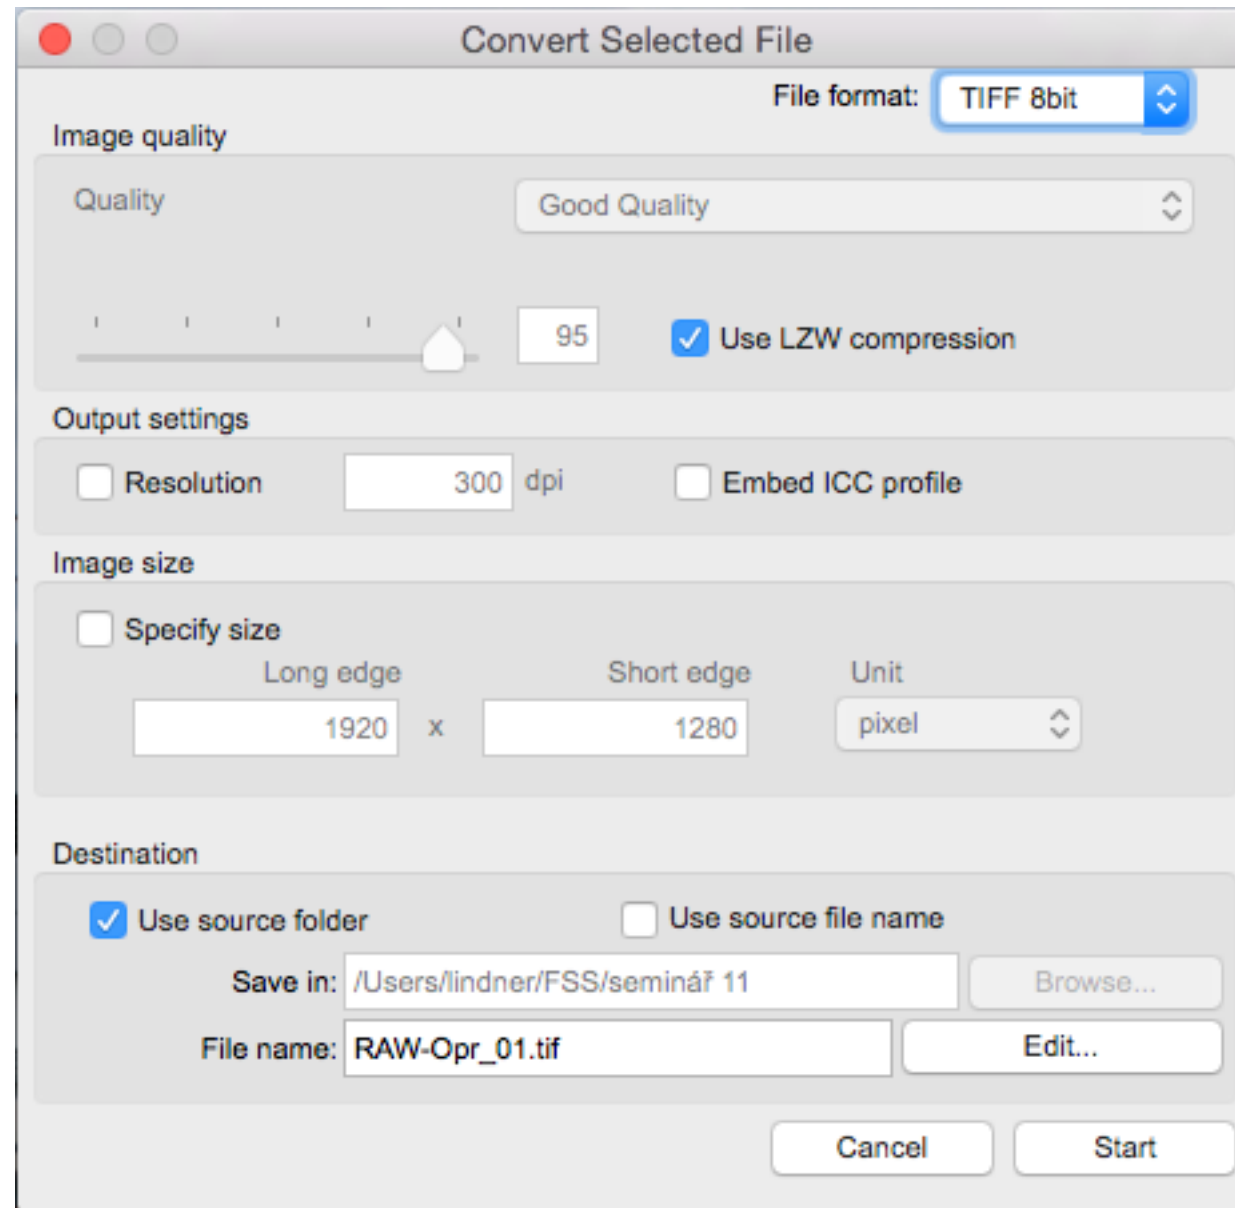 Convert Selected File
File format: TIFF 8bit
Image quality
Quality Good Quality
95 Use LZW compression
Output settings
Resolution 300 dpi Embed ICC profile
Image size
Specify size
Long edge Short edge Unit
1920 x 1280 pixel
Destination
Use source folder Use source file name
Save in: /Users/lindner/FSS/seminář 11 Browse...
File name: RAW-Opr_01.tif Edit...
Cancel Start